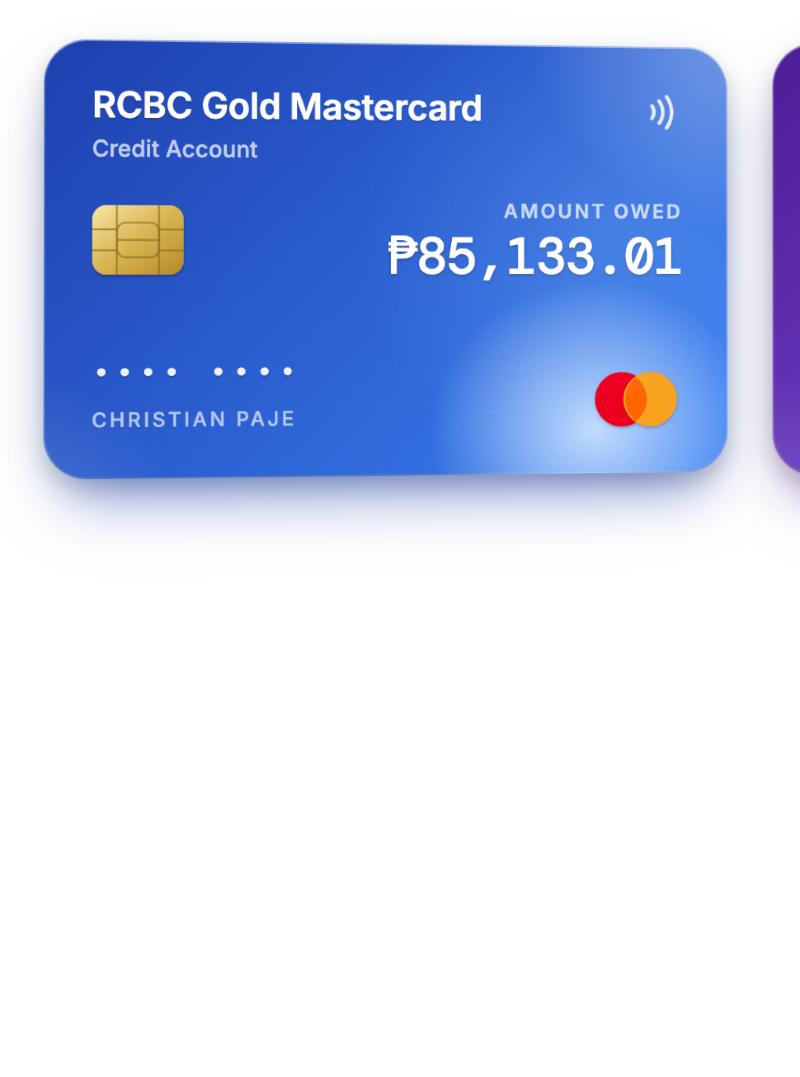 RCBC Gold Mastercard
Credit Account
AMOUNT OWED
₱85,133.01
•••• ••••
CHRISTIAN PAJE